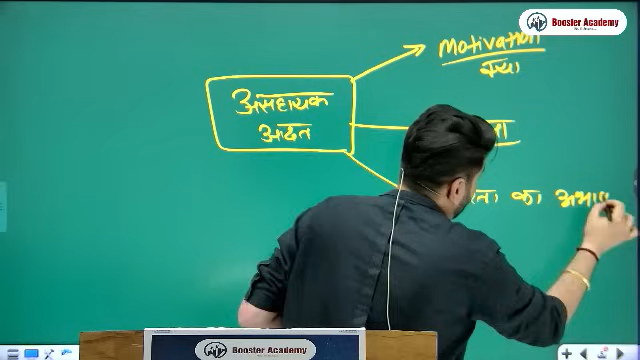 Booster Academy
Motivation
क्या
असहायक
आदत
का अभाव
Booster Academy